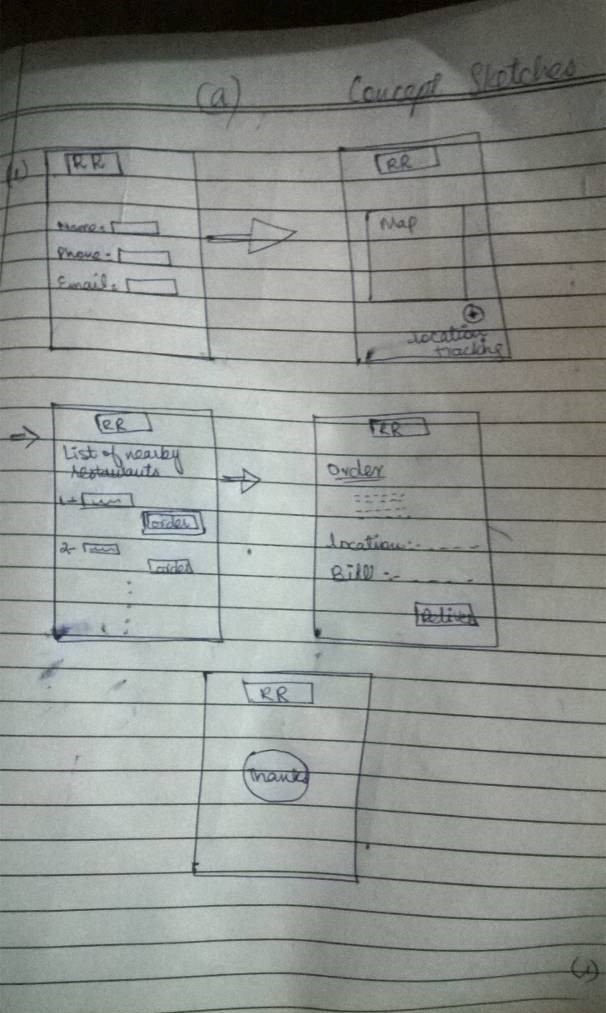 (a) Concept Sketches
(1)
RR
Name:
Phone:
Email:
RR
Map
location
tracking
RR
List of nearby
restaurants
1-
order
2-
order
RR
Order
location:-
Bill :-
Deliver
RR
Thanks